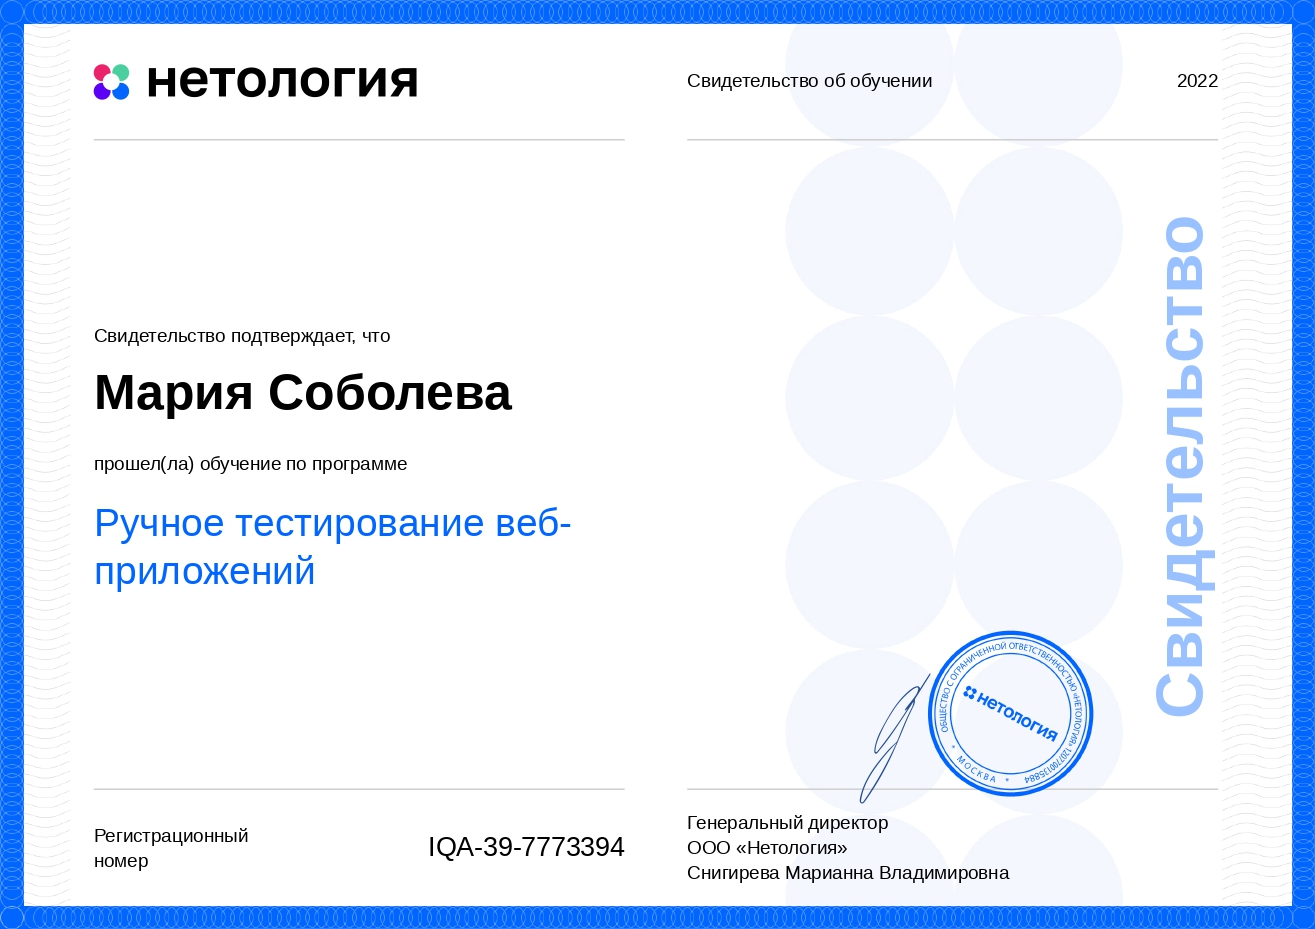 нетология
Свидетельство об обучении
2022
Свидетельство подтверждает, что
Мария Соболева
прошел(ла) обучение по программе
Ручное тестирование веб-
приложений
Свидетельство
ОБЩЕСТВО С ОГРАНИЧЕННОЙ ОТВЕТСТВЕННОСТЬЮ «НЕТОЛОГИЯ» 1207700135884
* МОСКВА *
нетология
Регистрационный
номер
IQA-39-7773394
Генеральный директор
ООО «Нетология»
Снигирева Марианна Владимировна